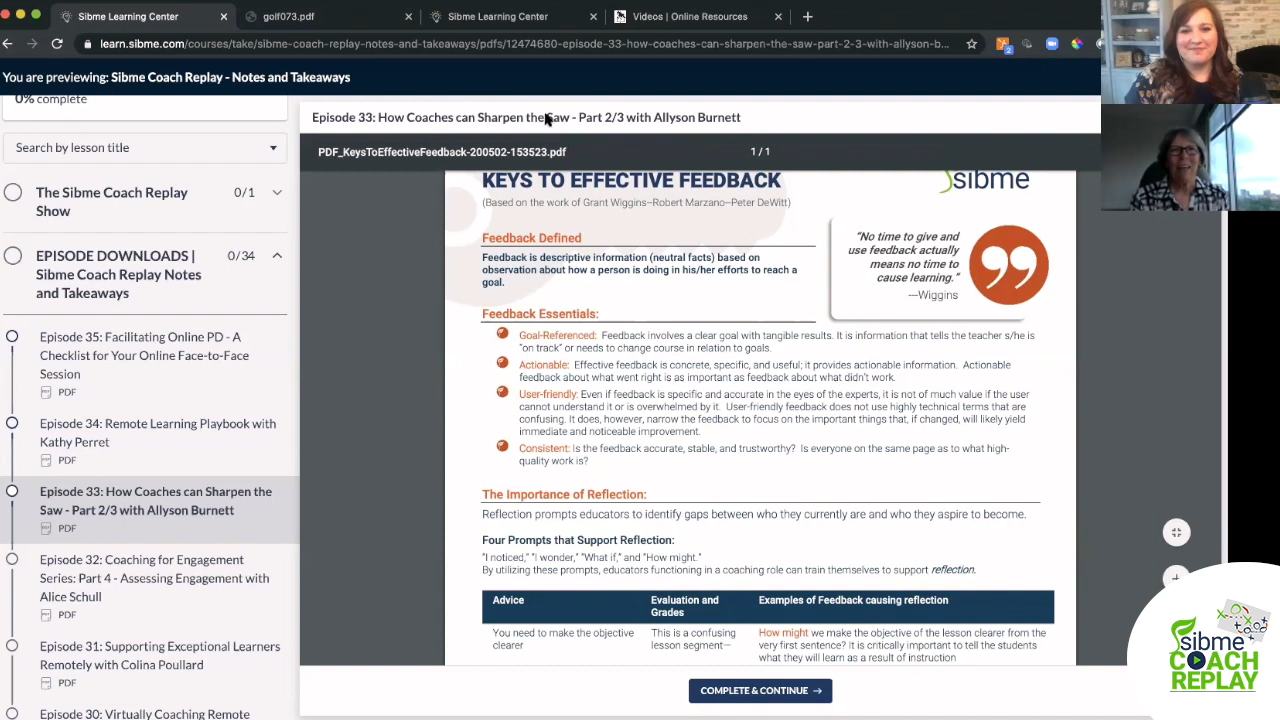 Sibme Learning Center
golf073.pdf
Sibme Learning Center
Videos | Online Resources
learn.sibme.com/courses/take/sibme-coach-replay-notes-and-takeaways/pdfs/12474680-episode-33-how-coaches-can-sharpen-the-saw-part-2-3-with-allyson-b...
2
You are previewing: Sibme Coach Replay - Notes and Takeaways
0% complete
Search by lesson title
The Sibme Coach Replay
Show
0/1
EPISODE DOWNLOADS |
Sibme Coach Replay Notes
and Takeaways
0/34
Episode 35: Facilitating Online PD - A
Checklist for Your Online Face-to-Face
Session
PDF
Episode 34: Remote Learning Playbook with
Kathy Perret
PDF
Episode 33: How Coaches can Sharpen the
Saw - Part 2/3 with Allyson Burnett
PDF
Episode 32: Coaching for Engagement
Series: Part 4 - Assessing Engagement with
Alice Schull
PDF
Episode 31: Supporting Exceptional Learners
Remotely with Colina Poullard
PDF
Episode 30: Virtually Coaching Remote
Episode 33: How Coaches can Sharpen the Saw - Part 2/3 with Allyson Burnett
PDF_KeysToEffectiveFeedback-200502-153523.pdf
1 / 1
KEYS TO EFFECTIVE FEEDBACK
sibme
(Based on the work of Grant Wiggins–Robert Marzano–Peter DeWitt)
Feedback Defined
Feedback is descriptive information (neutral facts) based on
observation about how a person is doing in his/her efforts to reach a
goal.
"No time to give and
use feedback actually
means no time to
cause learning."
---Wiggins
Feedback Essentials:
Goal-Referenced: Feedback involves a clear goal with tangible results. It is information that tells the teacher s/he is
"on track" or needs to change course in relation to goals.
Actionable: Effective feedback is concrete, specific, and useful; it provides actionable information. Actionable
feedback about what went right is as important as feedback about what didn't work.
User-friendly: Even if feedback is specific and accurate in the eyes of the experts, it is not of much value if the user
cannot understand it or is overwhelmed by it. User-friendly feedback does not use highly technical terms that are
confusing. It does, however, narrow the feedback to focus on the important things that, if changed, will likely yield
immediate and noticeable improvement.
Consistent: Is the feedback accurate, stable, and trustworthy? Is everyone on the same page as to what high-
quality work is?
The Importance of Reflection:
Reflection prompts educators to identify gaps between who they currently are and who they aspire to become.
Four Prompts that Support Reflection:
"I noticed," "I wonder," "What if," and "How might."
By utilizing these prompts, educators functioning in a coaching role can train themselves to support reflection.
Advice
Evaluation and
Grades
Examples of Feedback causing reflection
You need to make the objective
clearer
This is a confusing
lesson segment—
How might we make the objective of the lesson clearer from the
very first sentence? It is critically important to tell the students
what they will learn as a result of instruction
COMPLETE & CONTINUE
sibme
COACH
REPLAY